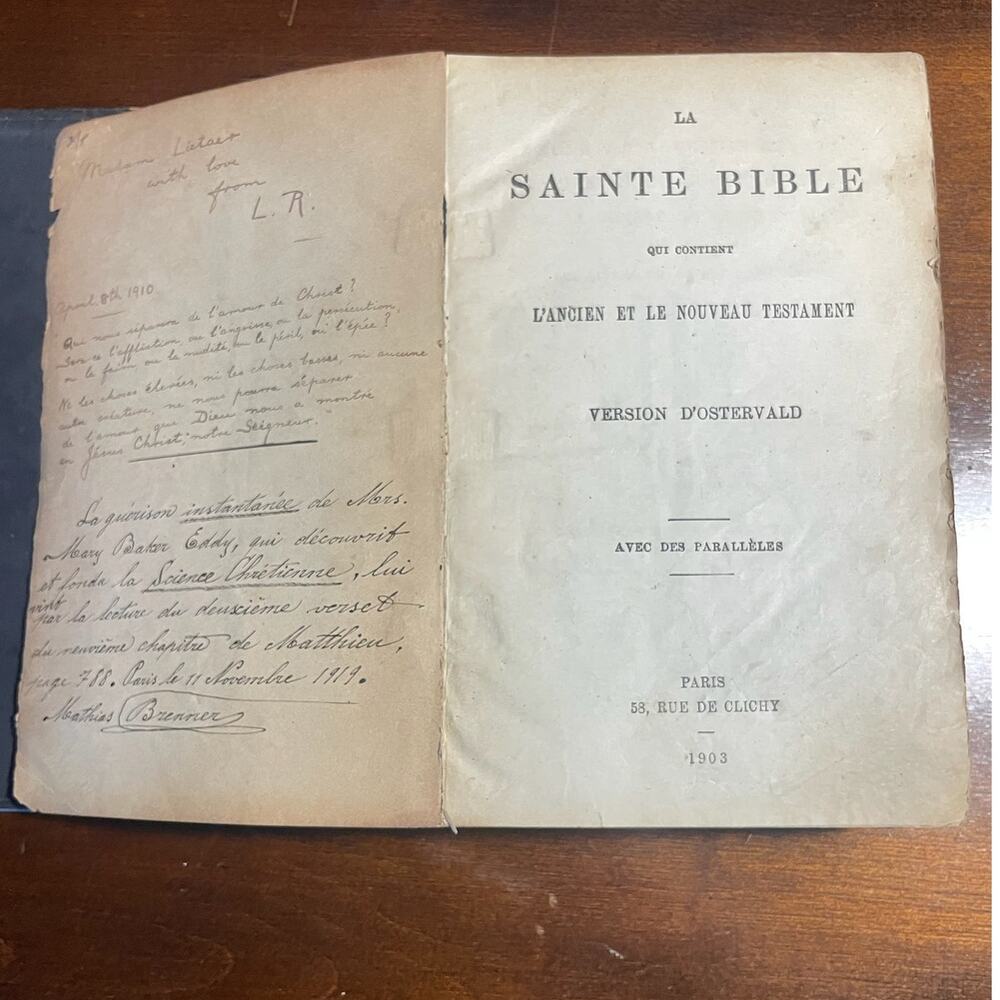 Madam Lietaer
with love
from
L. R.
April 8th 1910
Qui nous séparera de l'amour de Christ?
Sera ce l'affliction, ou l'angoisse, ou la persécution,
ou la faim ou la nudité, ou le péril, ou l'épée?
Ni les choses élevées, ni les choses basses, ni aucune
autre créature, ne nous pourra séparer
de l'amour que Dieu nous a montré
en Jésus Christ, notre Seigneur."
La guérison instantanée de Mrs.
Mary Baker Eddy, qui découvrit
et fonda la Science Chrétienne, lui
vint
par la lecture du deuxième verset
du neuvième chapitre de Matthieu,
page 788. Paris le 11 Novembre 1919.
Mathias Brenner
LA
SAINTE BIBLE
QUI CONTIENT
L'ANCIEN ET LE NOUVEAU TESTAMENT
VERSION D'OSTERVALD
AVEC DES PARALLÈLES
PARIS
58, RUE DE CLICHY
1903